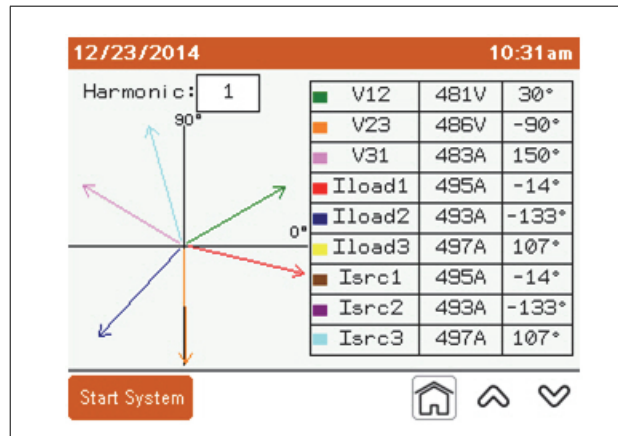 12/23/2014 10:31am
Harmonic: 1
90°
0°
V12 481V 30°
V23 486V -90°
V31 483A 150°
Iload1 495A -14°
Iload2 493A -133°
Iload3 497A 107°
Isrc1 495A -14°
Isrc2 493A -133°
Isrc3 497A 107°
Start System